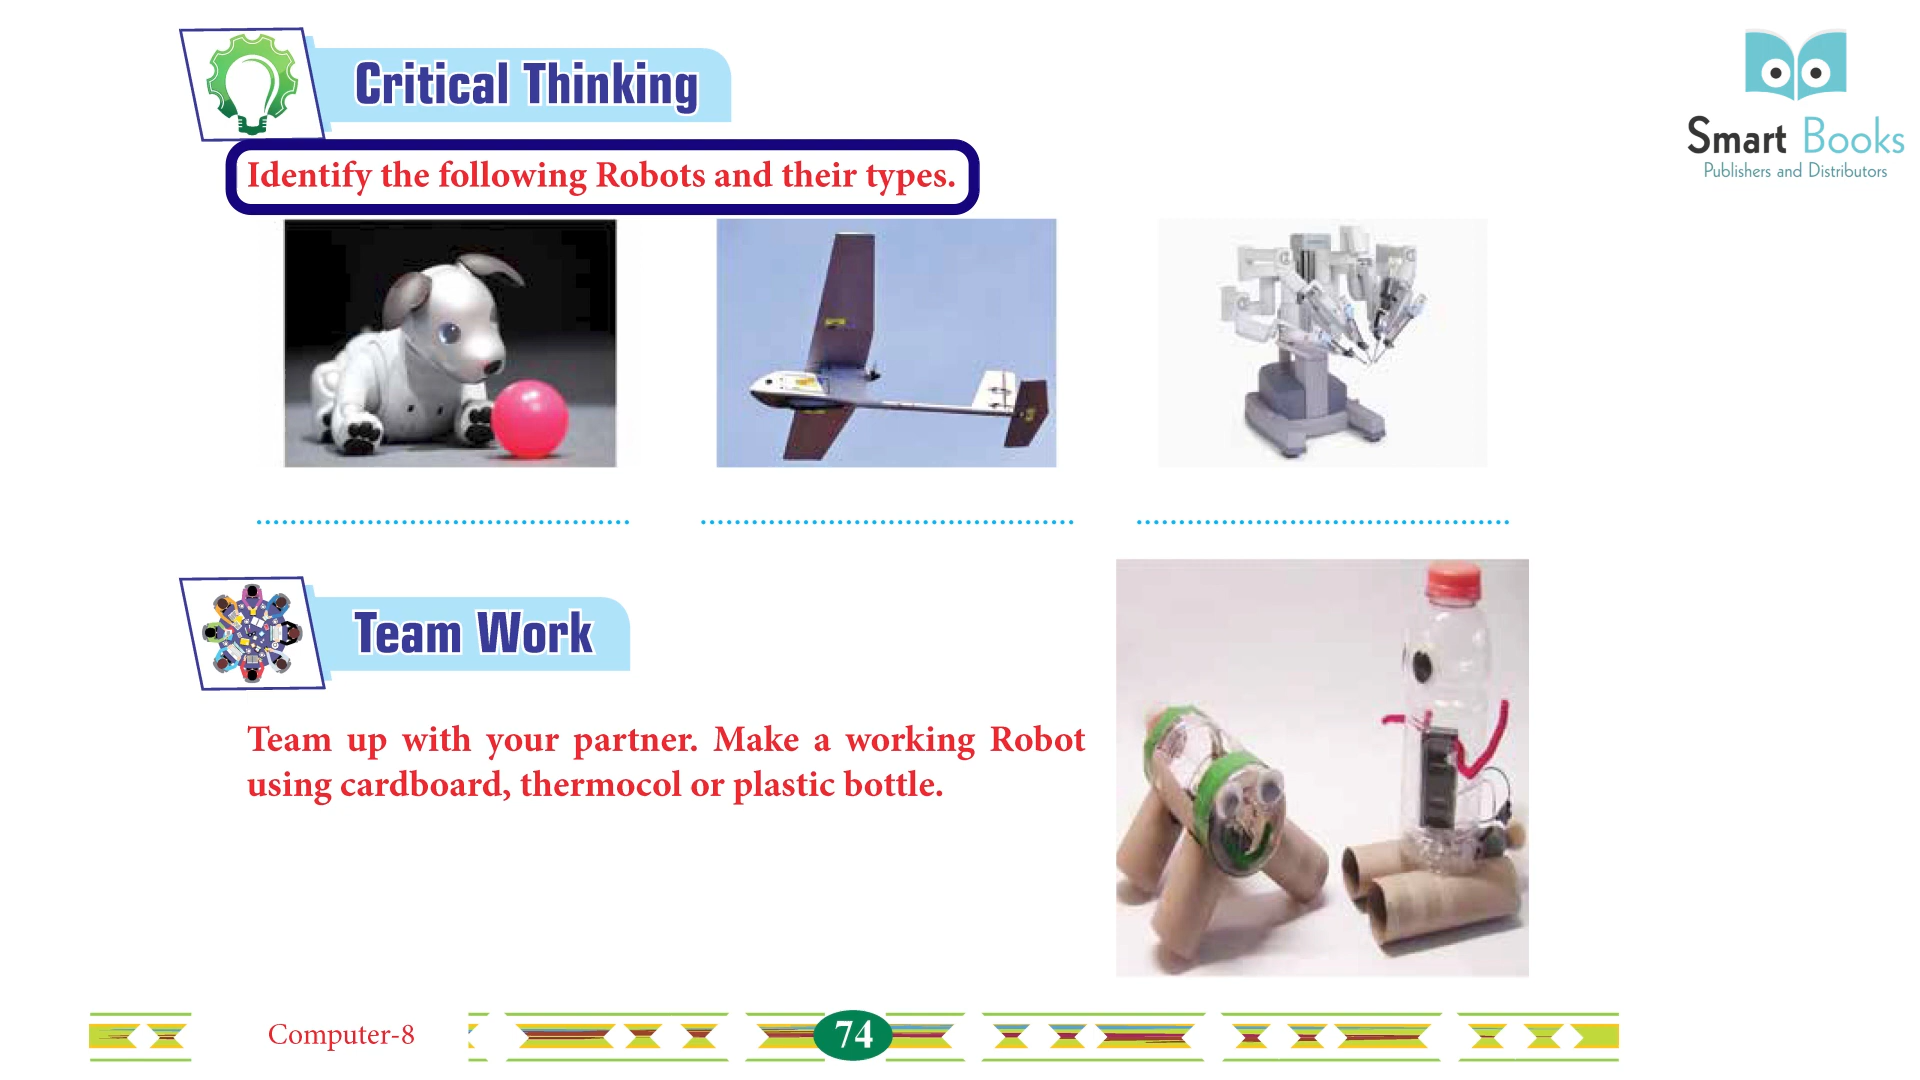 Critical Thinking
Smart Books
Publishers and Distributors
Identify the following Robots and their types.
Team Work
Team up with your partner. Make a working Robot
using cardboard, thermocol or plastic bottle.
Computer-8
74